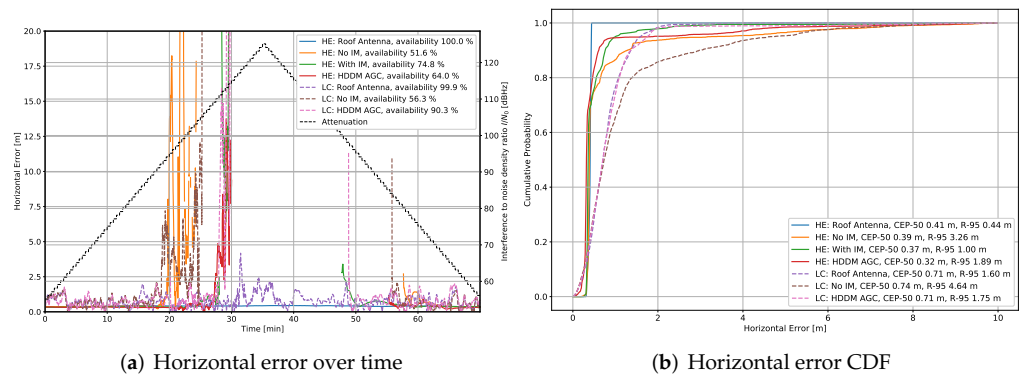 20.0
17.5
15.0
12.5
10.0
7.5
5.0
2.5
0.0
Horizontal Error [m]
0
10
20
30
40
50
60
Time [min]
HE: Roof Antenna, availability 100.0 %
HE: No IM, availability 51.6 %
HE: With IM, availability 74.8 %
HE: HDDM AGC, availability 64.0 %
LC: Roof Antenna, availability 99.9 %
LC: No IM, availability 56.3 %
LC: HDDM AGC, availability 90.3 %
Attenuation
120
110
100
90
80
70
60
Interference to noise density ratio I/N0 [dBHz]
(a) Horizontal error over time
1.0
0.8
0.6
0.4
0.2
0.0
Cumulative Probability
0
2
4
6
8
10
Horizontal Error [m]
HE: Roof Antenna, CEP-50 0.41 m, R-95 0.44 m
HE: No IM, CEP-50 0.39 m, R-95 3.26 m
HE: With IM, CEP-50 0.37 m, R-95 1.00 m
HE: HDDM AGC, CEP-50 0.32 m, R-95 1.89 m
LC: Roof Antenna, CEP-50 0.71 m, R-95 1.60 m
LC: No IM, CEP-50 0.74 m, R-95 4.64 m
LC: HDDM AGC, CEP-50 0.71 m, R-95 1.75 m
(b) Horizontal error CDF